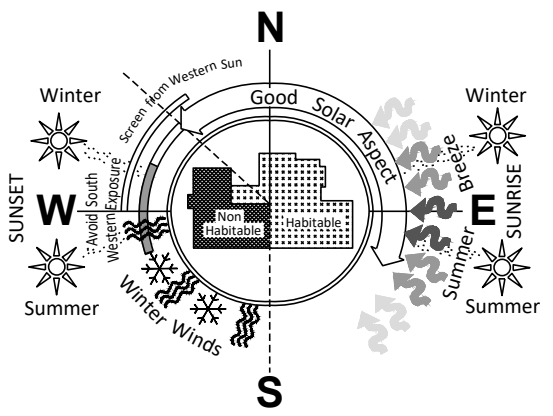 N
Screen from Western Sun
Good Solar Aspect
Winter
Winter
Summer Breeze
SUNSET
W
Avoid South
Western Exposure
Non
Habitable
Habitable
E
SUNRISE
Summer
Summer
Winter Winds
S